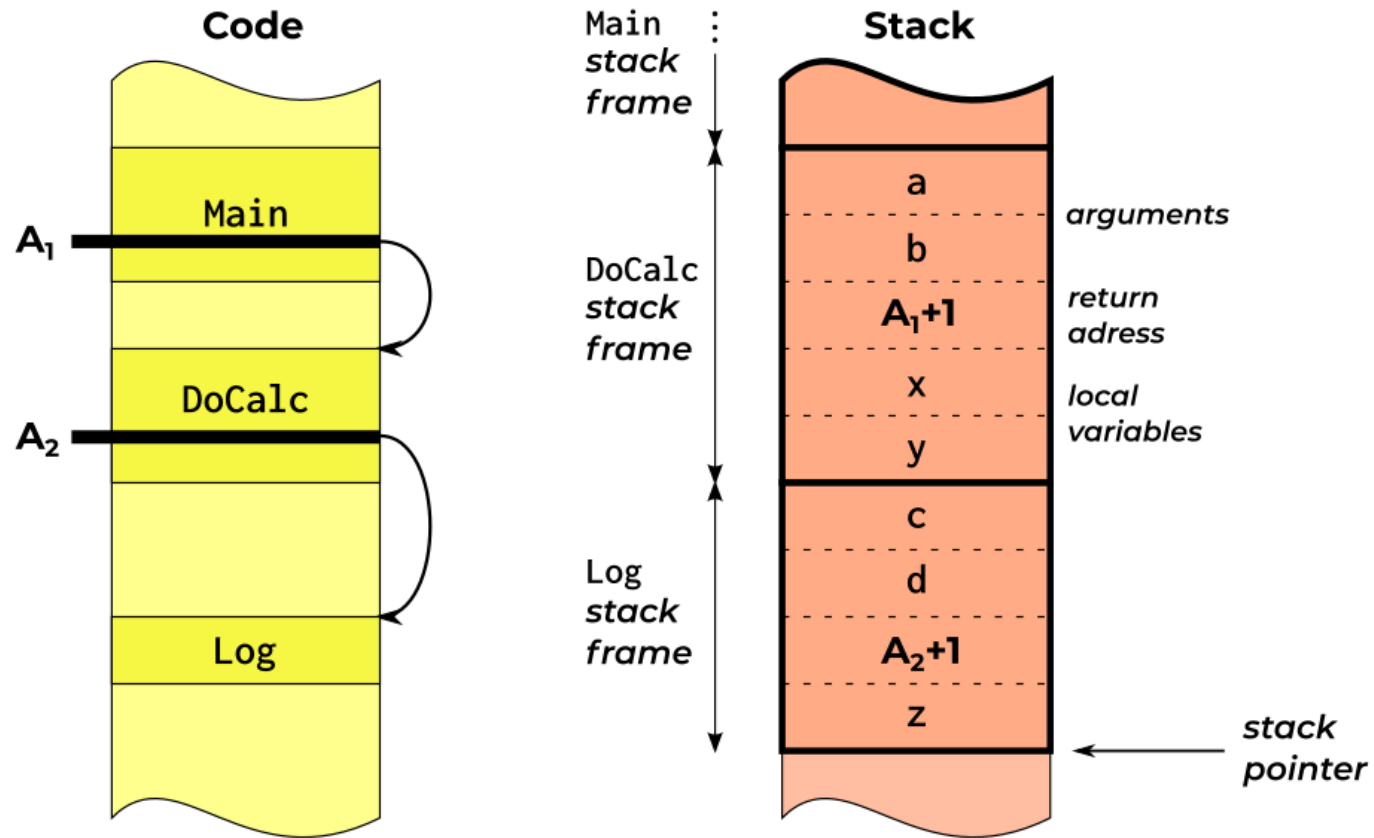 Code
Main
A₁
DoCalc
A₂
Log
Main
stack
frame
DoCalc
stack
frame
Log
stack
frame
Stack
a
b
A₁+1
x
y
c
d
A₂+1
z
arguments
return
adress
local
variables
stack
pointer